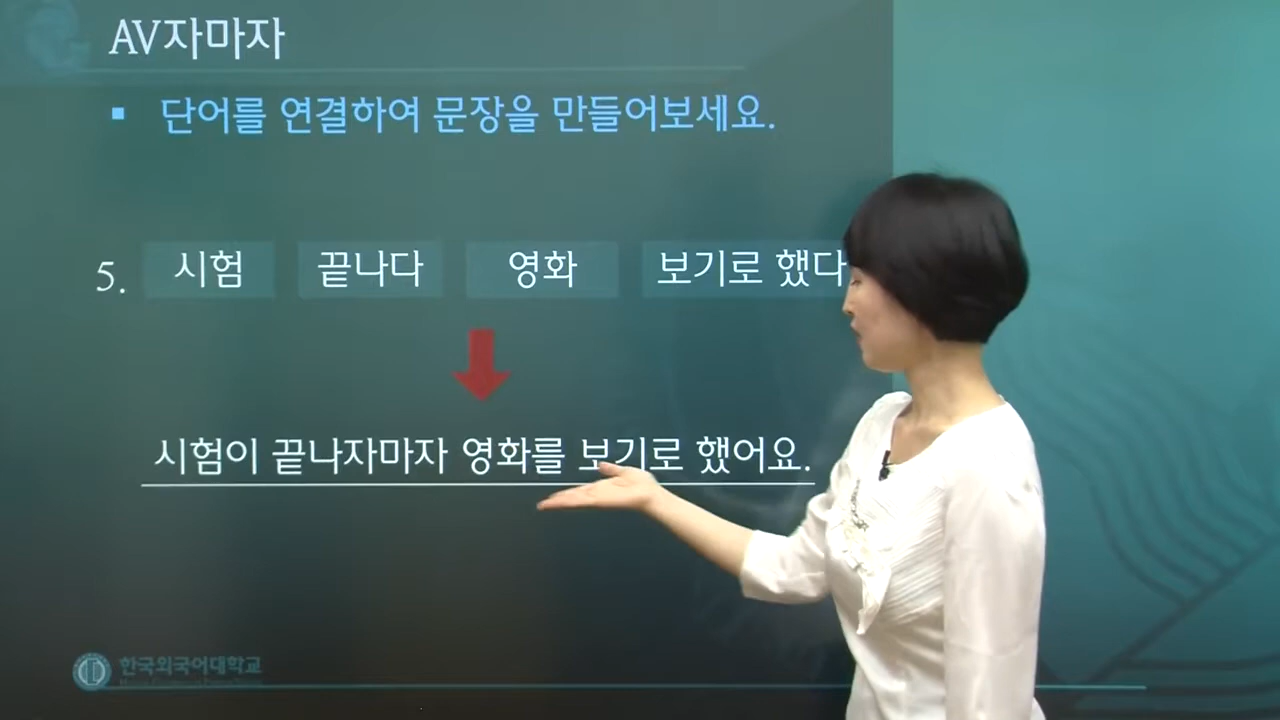 AV자마자
▪ 단어를 연결하여 문장을 만들어보세요.
5. 시험 끝나다 영화 보기로 했다
시험이 끝나자마자 영화를 보기로 했어요.
한국외국어대학교